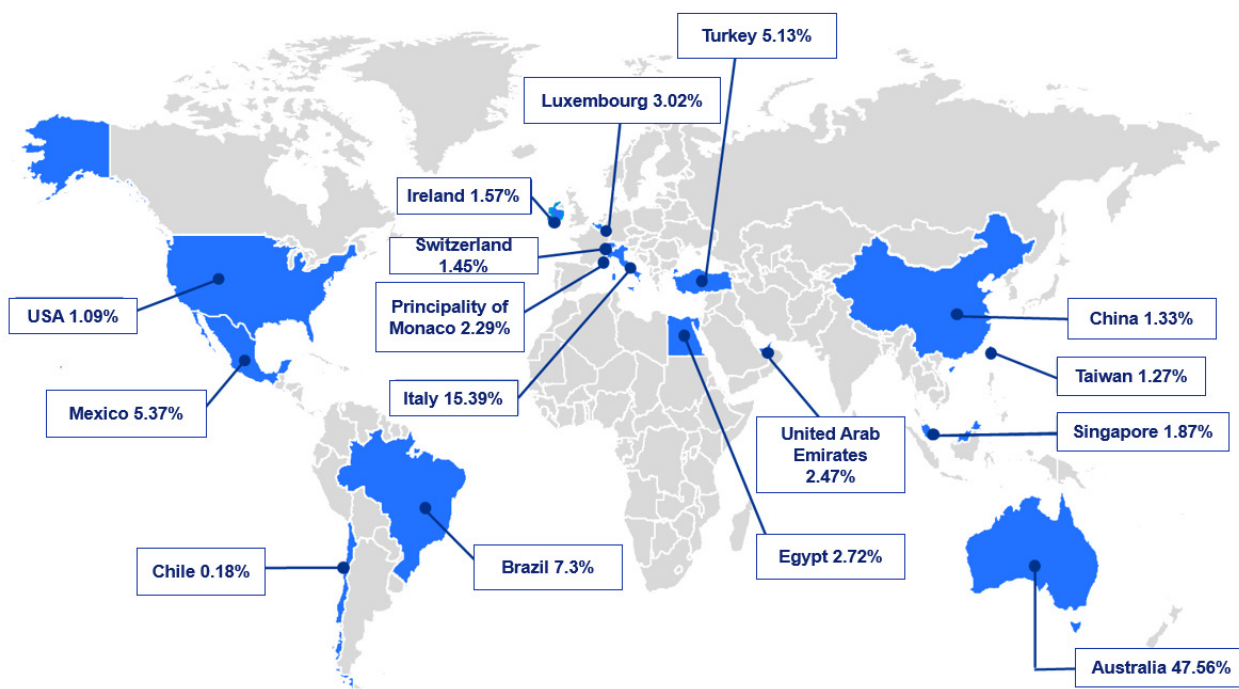 Turkey 5.13%
Luxembourg 3.02%
Ireland 1.57%
Switzerland
1.45%
Principality of
Monaco 2.29%
USA 1.09%
China 1.33%
Taiwan 1.27%
Mexico 5.37%
Italy 15.39%
United Arab
Emirates
2.47%
Singapore 1.87%
Chile 0.18%
Brazil 7.3%
Egypt 2.72%
Australia 47.56%